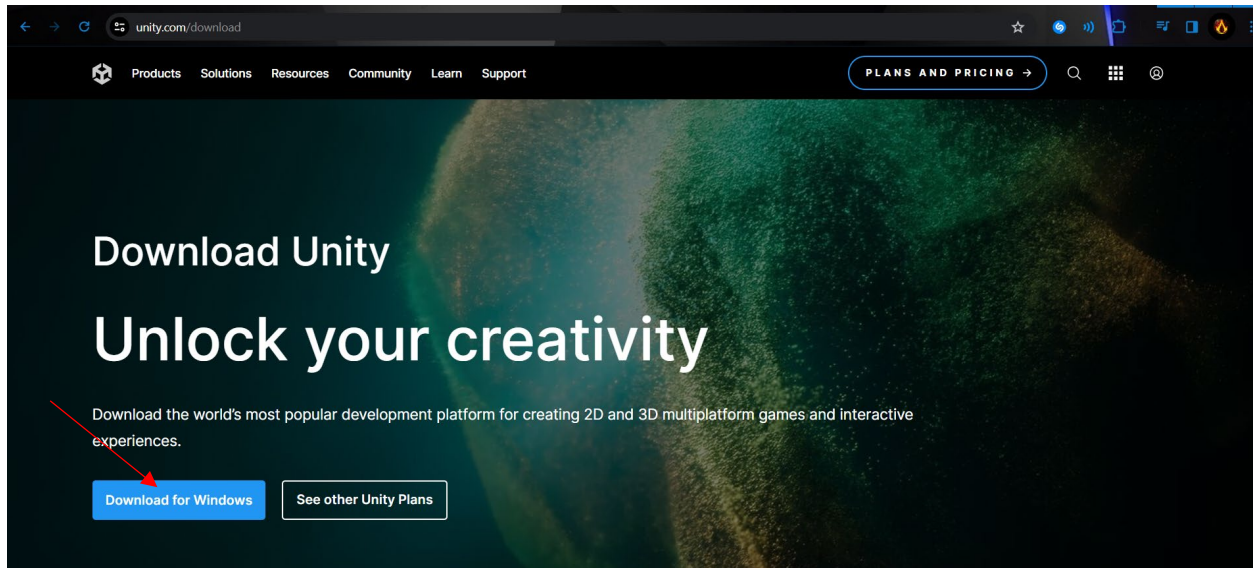 unity.com/download
Products Solutions Resources Community Learn Support PLANS AND PRICING →
Download Unity
Unlock your creativity
Download the world's most popular development platform for creating 2D and 3D multiplatform games and interactive
experiences.
Download for Windows See other Unity Plans